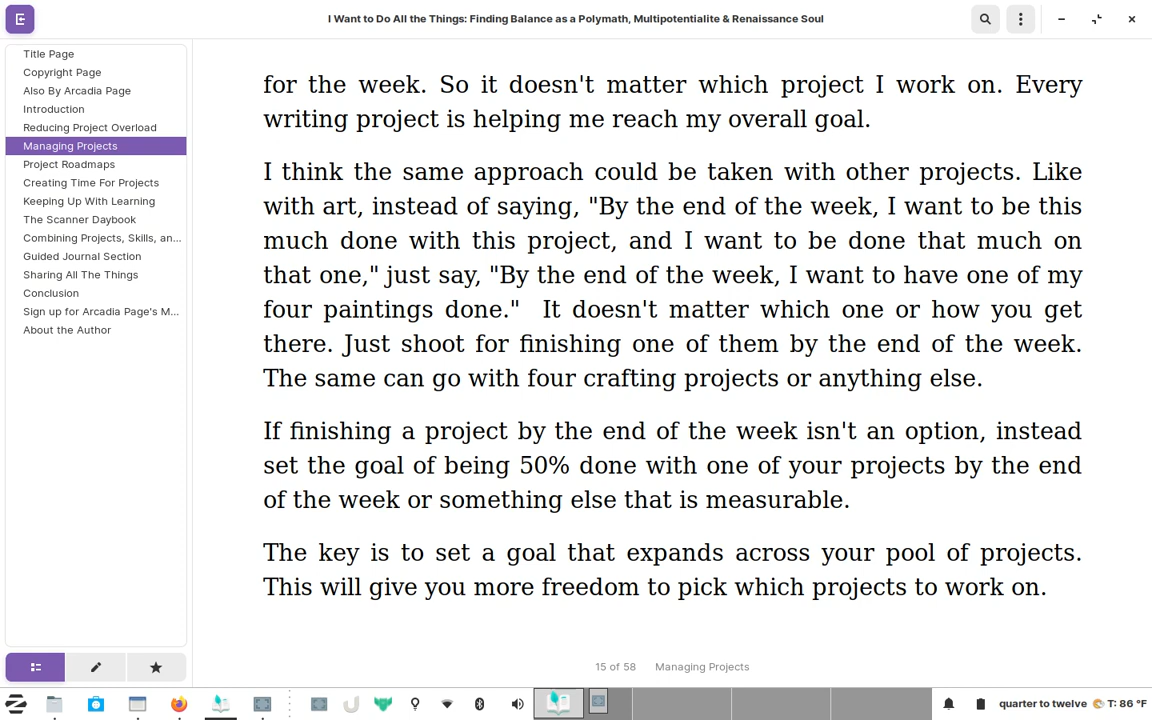 I Want to Do All the Things: Finding Balance as a Polymath, Multipotentialite & Renaissance Soul
Title Page
Copyright Page
Also By Arcadia Page
Introduction
Reducing Project Overload
Managing Projects
Project Roadmaps
Creating Time For Projects
Keeping Up With Learning
The Scanner Daybook
Combining Projects, Skills, an...
Guided Journal Section
Sharing All The Things
Conclusion
Sign up for Arcadia Page's M...
About the Author
for the week. So it doesn't matter which project I work on. Every
writing project is helping me reach my overall goal.
I think the same approach could be taken with other projects. Like
with art, instead of saying, "By the end of the week, I want to be this
much done with this project, and I want to be done that much on
that one," just say, "By the end of the week, I want to have one of my
four paintings done."  It doesn't matter which one or how you get
there. Just shoot for finishing one of them by the end of the week.
The same can go with four crafting projects or anything else.
If finishing a project by the end of the week isn't an option, instead
set the goal of being 50% done with one of your projects by the end
of the week or something else that is measurable.
The key is to set a goal that expands across your pool of projects.
This will give you more freedom to pick which projects to work on.
15 of 58 Managing Projects
quarter to twelve T: 86 °F